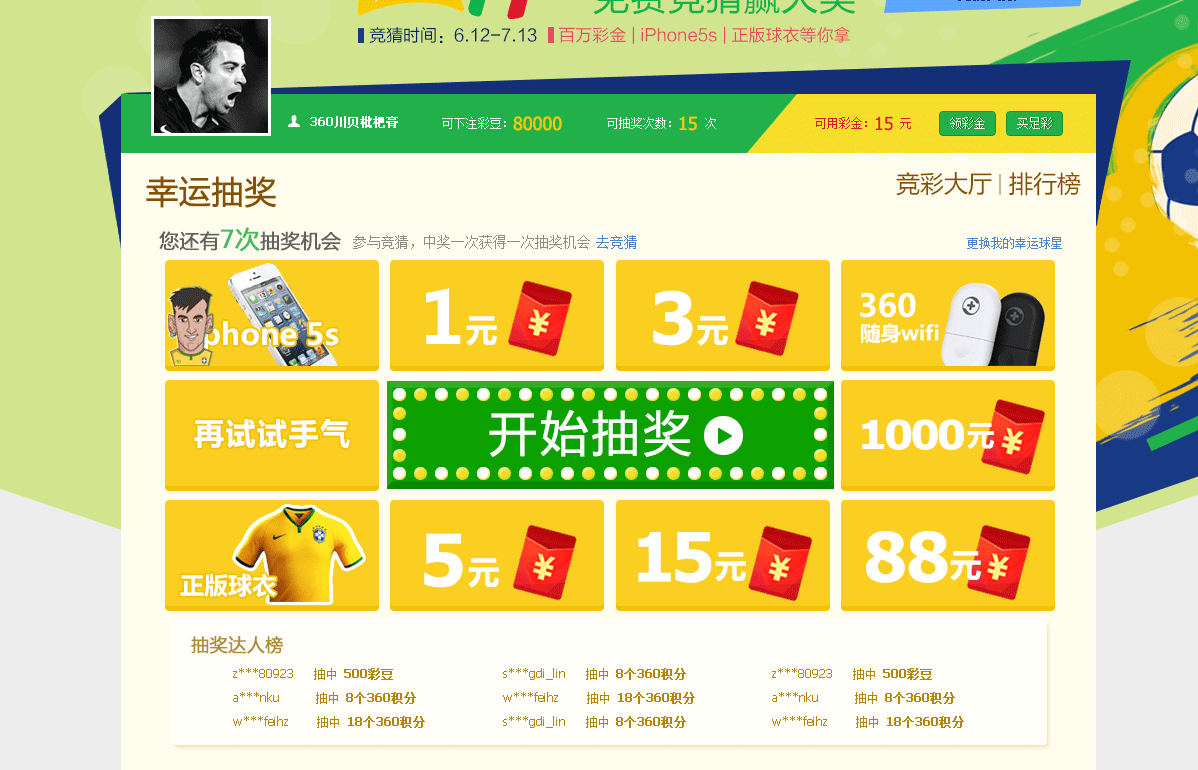 免费竞猜赢大奖
竞猜时间：6.12-7.13 百万彩金 | iPhone5s | 正版球衣等你拿
360川贝枇杷膏 可下注彩豆：80000 可抽奖次数：15 次 可用彩金：15 元 领彩金 买足彩
幸运抽奖 竞彩大厅 | 排行榜
您还有7次抽奖机会 参与竞猜，中奖一次获得一次抽奖机会 去竞猜 更换我的幸运球星
phone 5s 1元 3元 360
随身wifi
再试试手气 开始抽奖 1000元
正版球衣 5元 15元 88元
抽奖达人榜
z***80923 抽中 500彩豆 s***gdi_lin 抽中 8个360积分 z***80923 抽中 500彩豆
a***nku 抽中 8个360积分 w***feihz 抽中 18个360积分 a***nku 抽中 8个360积分
w***feihz 抽中 18个360积分 s***gdi_lin 抽中 8个360积分 w***feihz 抽中 18个360积分